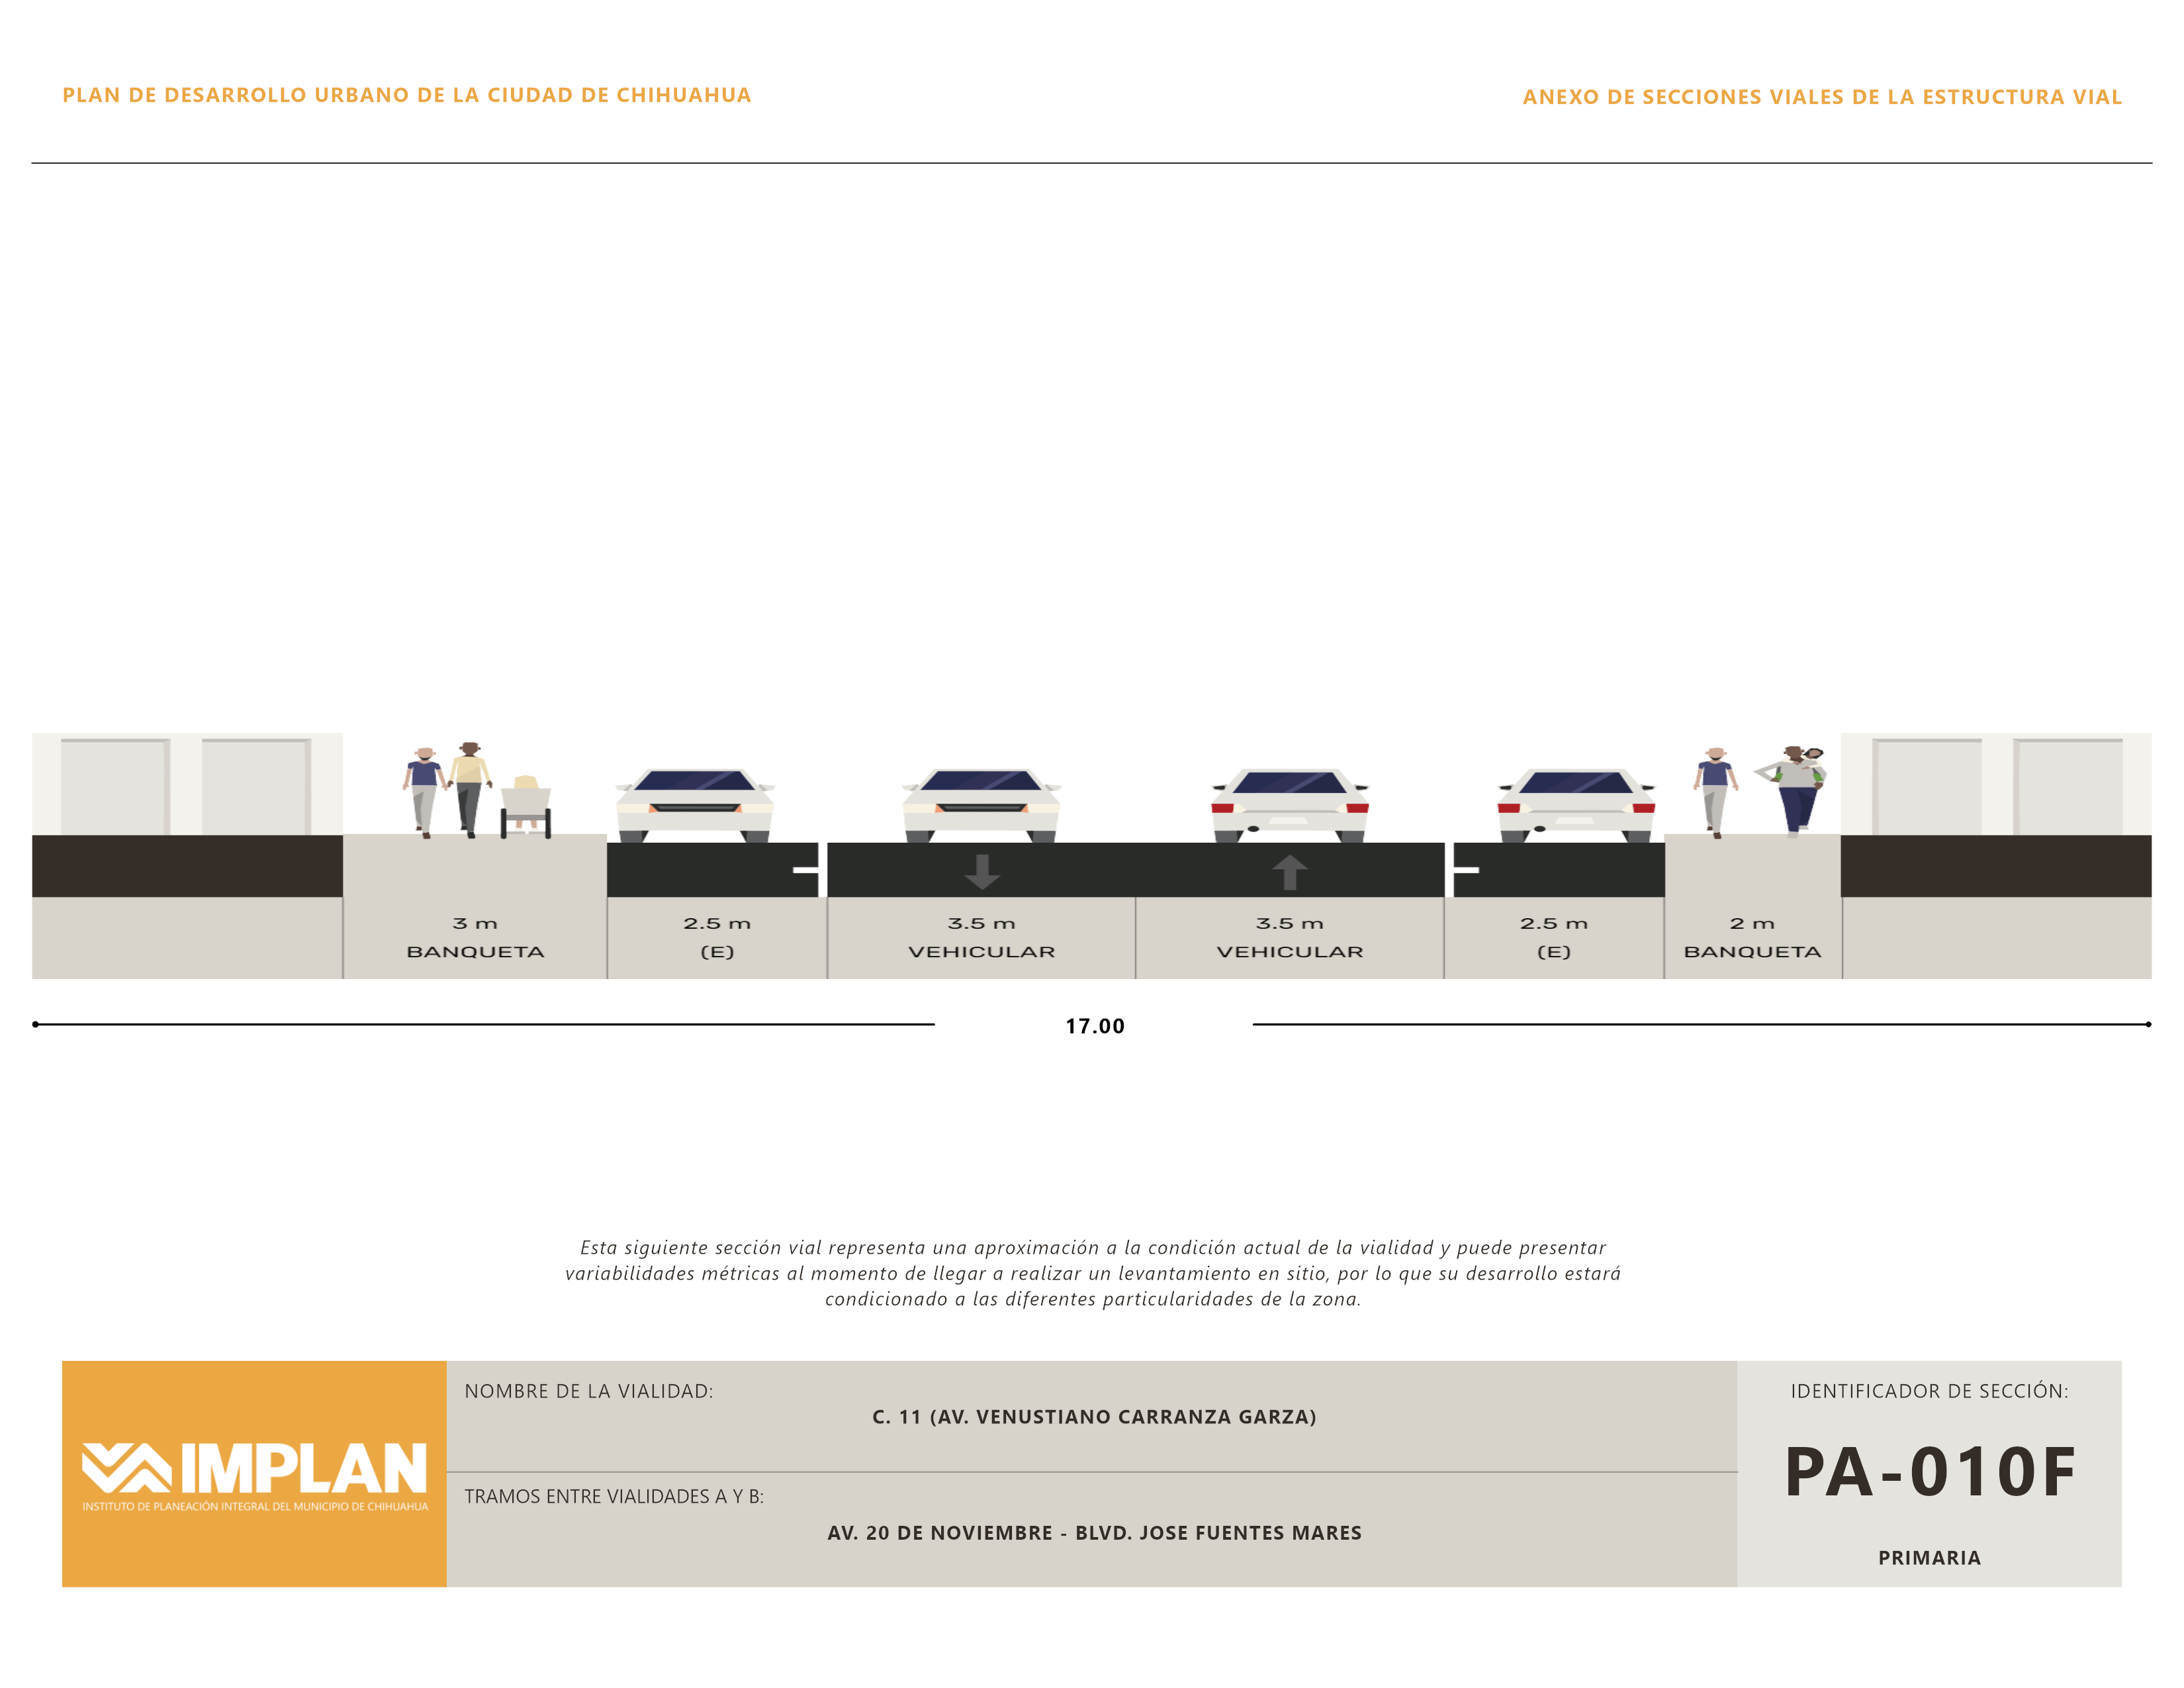 PLAN DE DESARROLLO URBANO DE LA CIUDAD DE CHIHUAHUA
ANEXO DE SECCIONES VIALES DE LA ESTRUCTURA VIAL
3 m
BANQUETA
2.5 m
(E)
3.5 m
VEHICULAR
3.5 m
VEHICULAR
2.5 m
(E)
2 m
BANQUETA
17.00
Esta siguiente sección vial representa una aproximación a la condición actual de la vialidad y puede presentar
variabilidades métricas al momento de llegar a realizar un levantamiento en sitio, por lo que su desarrollo estará
condicionado a las diferentes particularidades de la zona.
IMPLAN
INSTITUTO DE PLANEACIÓN INTEGRAL DEL MUNICIPIO DE CHIHUAHUA
NOMBRE DE LA VIALIDAD:
C. 11 (AV. VENUSTIANO CARRANZA GARZA)
TRAMOS ENTRE VIALIDADES A Y B:
AV. 20 DE NOVIEMBRE - BLVD. JOSE FUENTES MARES
IDENTIFICADOR DE SECCIÓN:
PA-010F
PRIMARIA